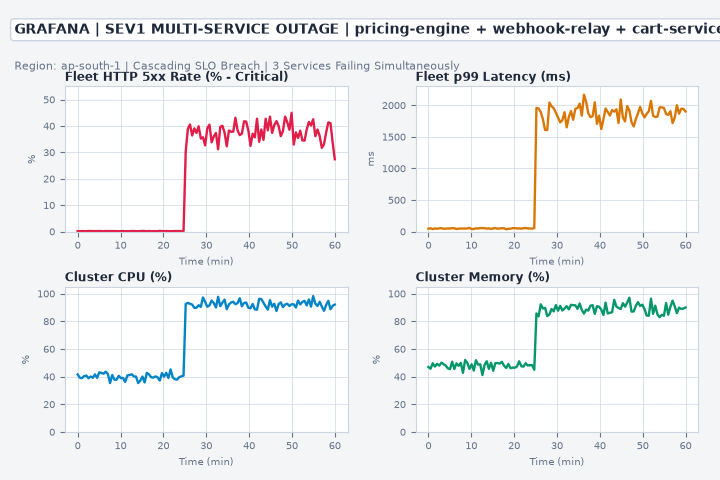 GRAFANA | SEV1 MULTI-SERVICE OUTAGE | pricing-engine + webhook-relay + cart-service
Region: ap-south-1 | Cascading SLO Breach | 3 Services Failing Simultaneously
Fleet HTTP 5xx Rate (% - Critical)
50
40
30
20
10
0
%
0 10 20 30 40 50 60
Time (min)
Fleet p99 Latency (ms)
2000
1500
1000
500
0
ms
0 10 20 30 40 50 60
Time (min)
Cluster CPU (%)
100
80
60
40
20
0
%
0 10 20 30 40 50 60
Time (min)
Cluster Memory (%)
100
80
60
40
20
0
%
0 10 20 30 40 50 60
Time (min)